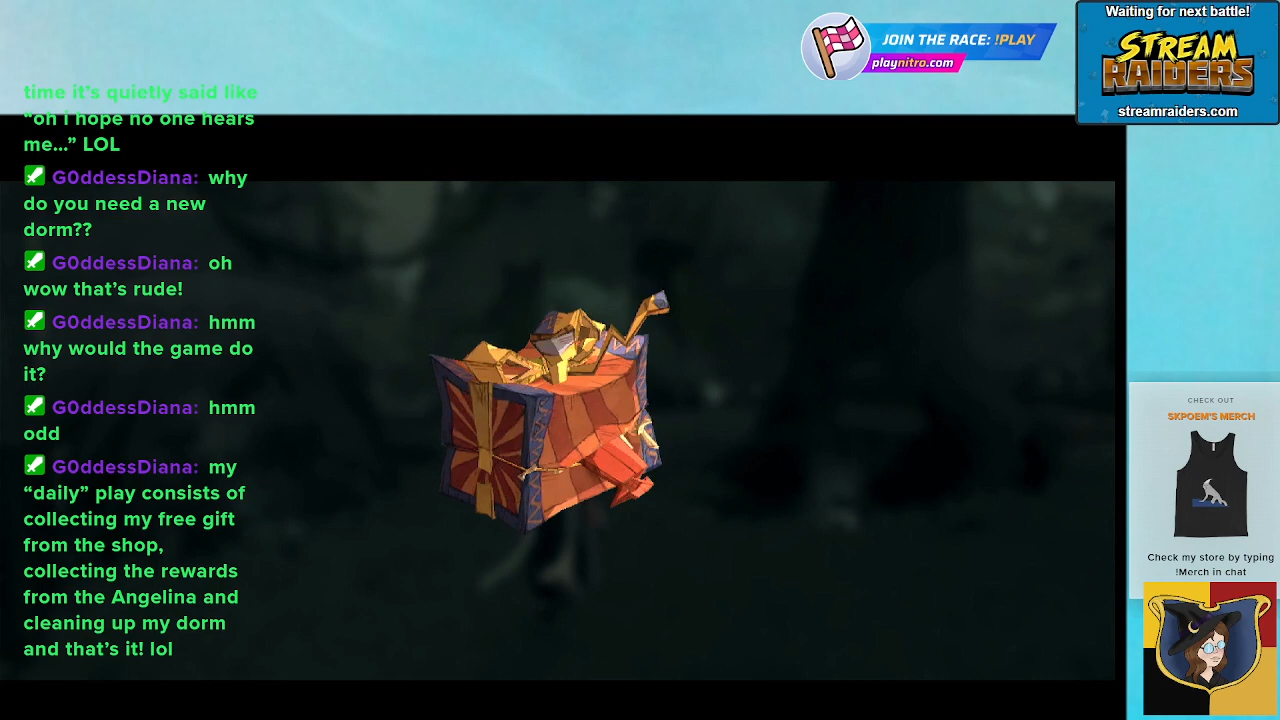 JOIN THE RACE: !PLAY
playnitro.com
Waiting for next battle!
STREAM
RAIDERS
streamraiders.com
time it's quietly said like
“oh i hope no one hears
me…” LOL
G0ddessDiana: why
do you need a new
dorm??
G0ddessDiana: oh
wow that’s rude!
G0ddessDiana: hmm
why would the game do
it?
G0ddessDiana: hmm
odd
G0ddessDiana: my
“daily” play consists of
collecting my free gift
from the shop,
collecting the rewards
from the Angelina and
cleaning up my dorm
and that’s it! lol
CHECK OUT
SKPOEM'S MERCH
Check my store by typing
!Merch in chat